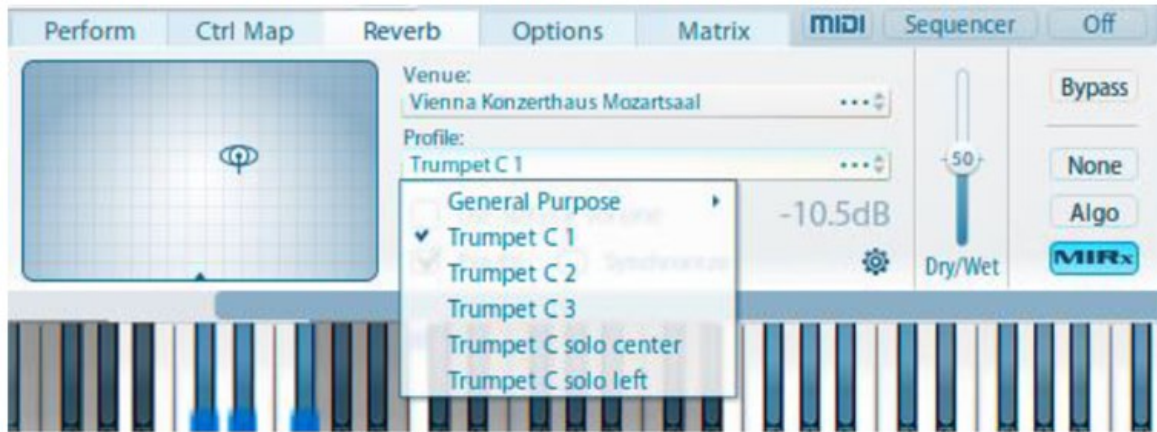 Perform Ctrl Map Reverb Options Matrix MIDI Sequencer Off
Venue:
Vienna Konzerthaus Mozartsaal
Profile:
Trumpet C 1
General Purpose
Trumpet C 1
Trumpet C 2
Trumpet C 3
Trumpet C solo center
Trumpet C solo left
-10.5dB
50
Dry/Wet
Bypass
None
Algo
MIRx